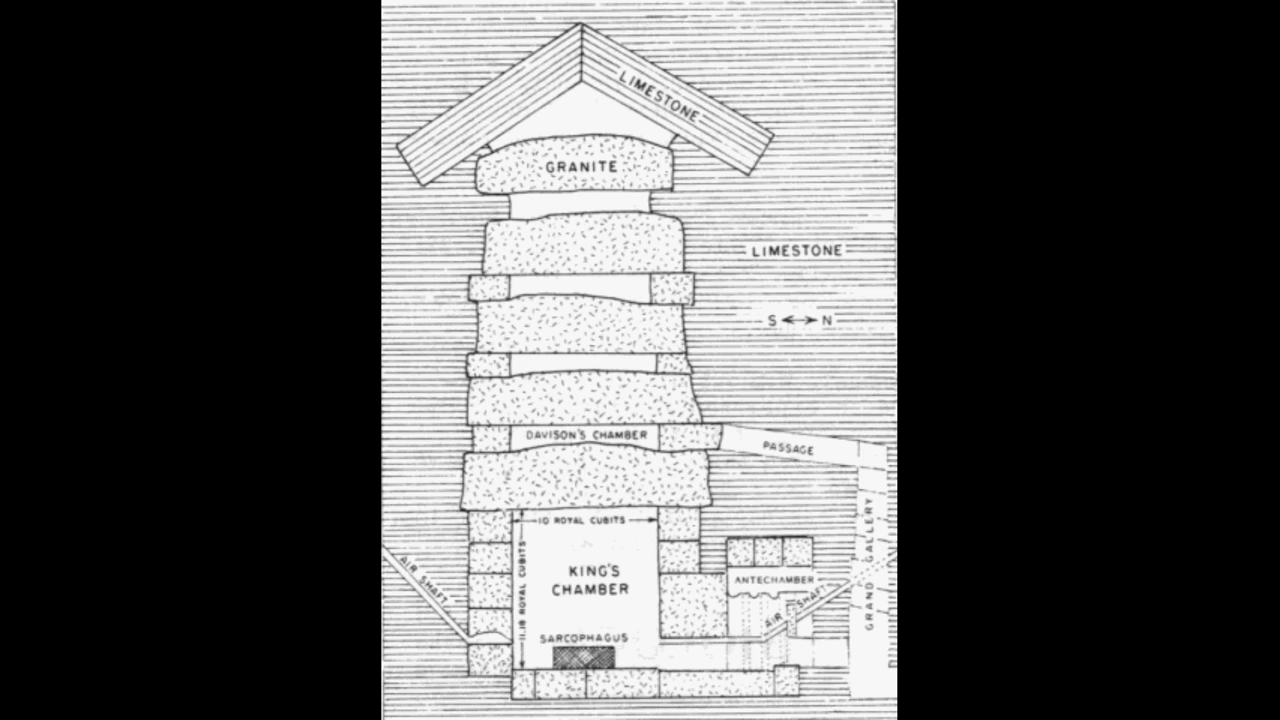 LIMESTONE
GRANITE
LIMESTONE
S N
DAVISON'S CHAMBER
PASSAGE
10 ROYAL CUBITS
11.18 ROYAL CUBITS
KING'S
CHAMBER
SARCOPHAGUS
AIR SHAFT
ANTECHAMBER
AIR SHAFT
GRAND GALLERY